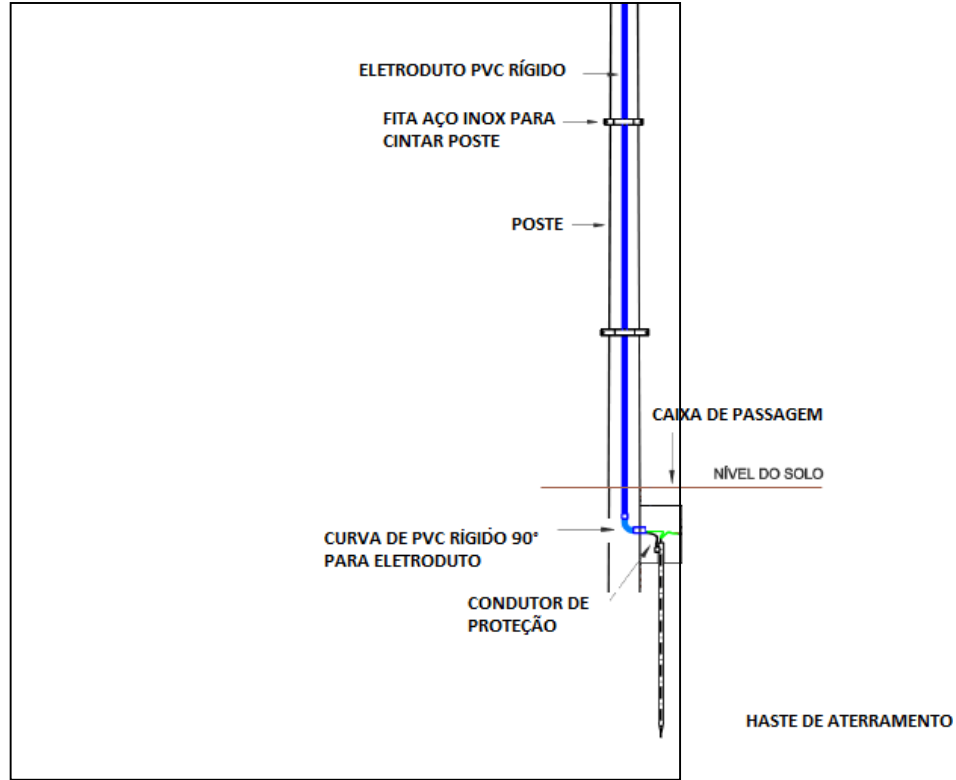 ELETRODUTO PVC RÍGIDO
FITA AÇO INOX PARA
CINTAR POSTE
POSTE
CAIXA DE PASSAGEM
NÍVEL DO SOLO
CURVA DE PVC RÍGIDO 90°
PARA ELETRODUTO
CONDUTOR DE
PROTEÇÃO
HASTE DE ATERRAMENTO